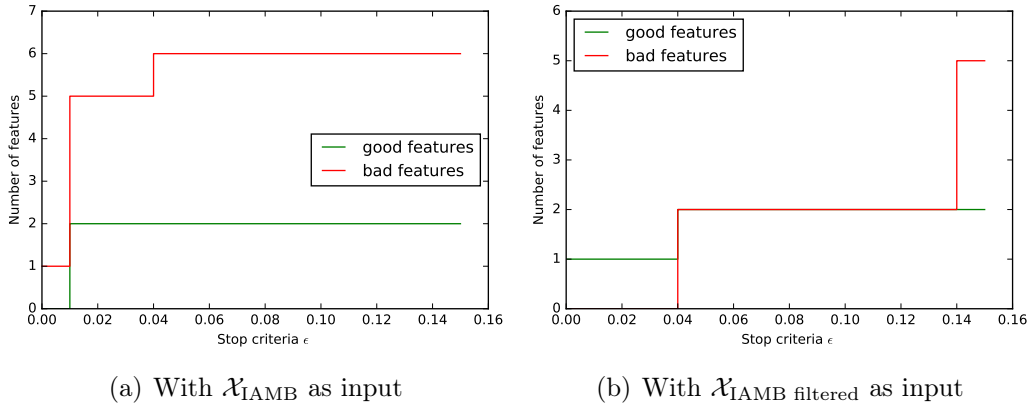 7
6
5
4
3
2
1
0
Number of features
good features
bad features
0.00 0.02 0.04 0.06 0.08 0.10 0.12 0.14 0.16
Stop criteria ϵ
(a) With 𝒳IAMB as input
6
5
4
3
2
1
0
Number of features
good features
bad features
0.00 0.02 0.04 0.06 0.08 0.10 0.12 0.14 0.16
Stop criteria ϵ
(b) With 𝒳IAMB filtered as input